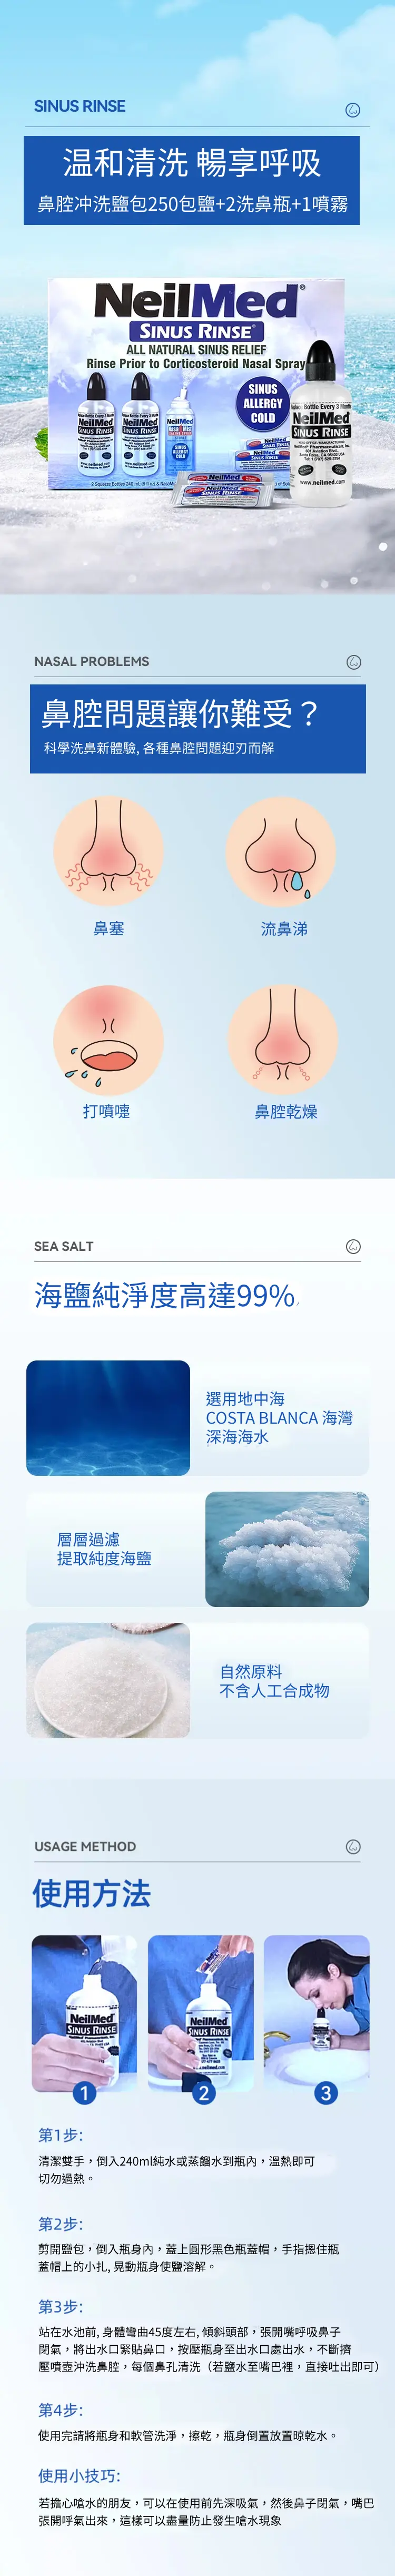 SINUS RINSE
温和清洗 暢享呼吸
鼻腔冲洗鹽包250包鹽+2洗鼻瓶+1噴霧
NeilMed®
SINUS RINSE
ALL NATURAL SINUS RELIEF
Rinse Prior to Corticosteroid Nasal Spray
SINUS
ALLERGY
COLD
NeilMed
SINUS RINSE
www.neilmed.com
NASAL PROBLEMS
鼻腔問題讓你難受？
科學洗鼻新體驗, 各種鼻腔問題迎刃而解
鼻塞
流鼻涕
打噴嚏
鼻腔乾燥
SEA SALT
海鹽純淨度高達99%
選用地中海
COSTA BLANCA 海灣
深海海水
層層過濾
提取純度海鹽
自然原料
不含人工合成物
USAGE METHOD
使用方法
NeilMed
SINUS RINSE
NeilMed
SINUS RINSE
1
2
3
第1步:
清潔雙手，倒入240ml純水或蒸餾水到瓶內，溫熱即可
切勿過熱。
第2步:
剪開鹽包，倒入瓶身內，蓋上圓形黑色瓶蓋帽，手指摁住瓶
蓋帽上的小扎, 晃動瓶身使鹽溶解。
第3步:
站在水池前, 身體彎曲45度左右, 傾斜頭部，張開嘴呼吸鼻子
閉氣，將出水口緊貼鼻口，按壓瓶身至出水口處出水，不斷擠
壓噴壺沖洗鼻腔，每個鼻孔清洗（若鹽水至嘴巴裡，直接吐出即可）
第4步:
使用完請將瓶身和軟管洗淨，擦乾，瓶身倒置放置晾乾水。
使用小技巧:
若擔心嗆水的朋友，可以在使用前先深吸氣，然後鼻子閉氣，嘴巴
張開呼氣出來，這樣可以盡量防止發生嗆水現象